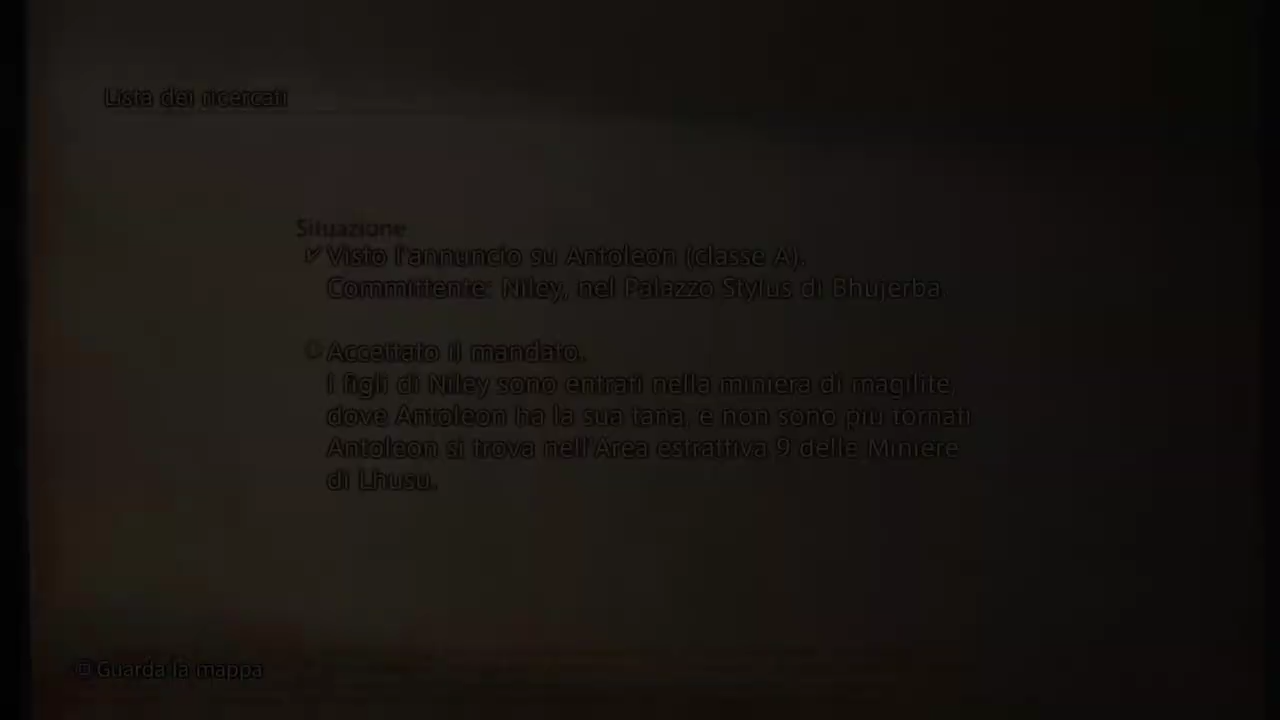 Lista dei ricercati
Situazione
Visto l'annuncio su Antoleon (classe A).
Committente: Niley, nel Palazzo Stylus di Bhujerba
Accettato il mandato.
I figli di Niley sono entrati nella miniera di magilite,
dove Antoleon ha la sua tana, e non sono più tornati
Antoleon si trova nell'Area estrattiva 9 delle Miniere
di Lhusu.
Guarda la mappa